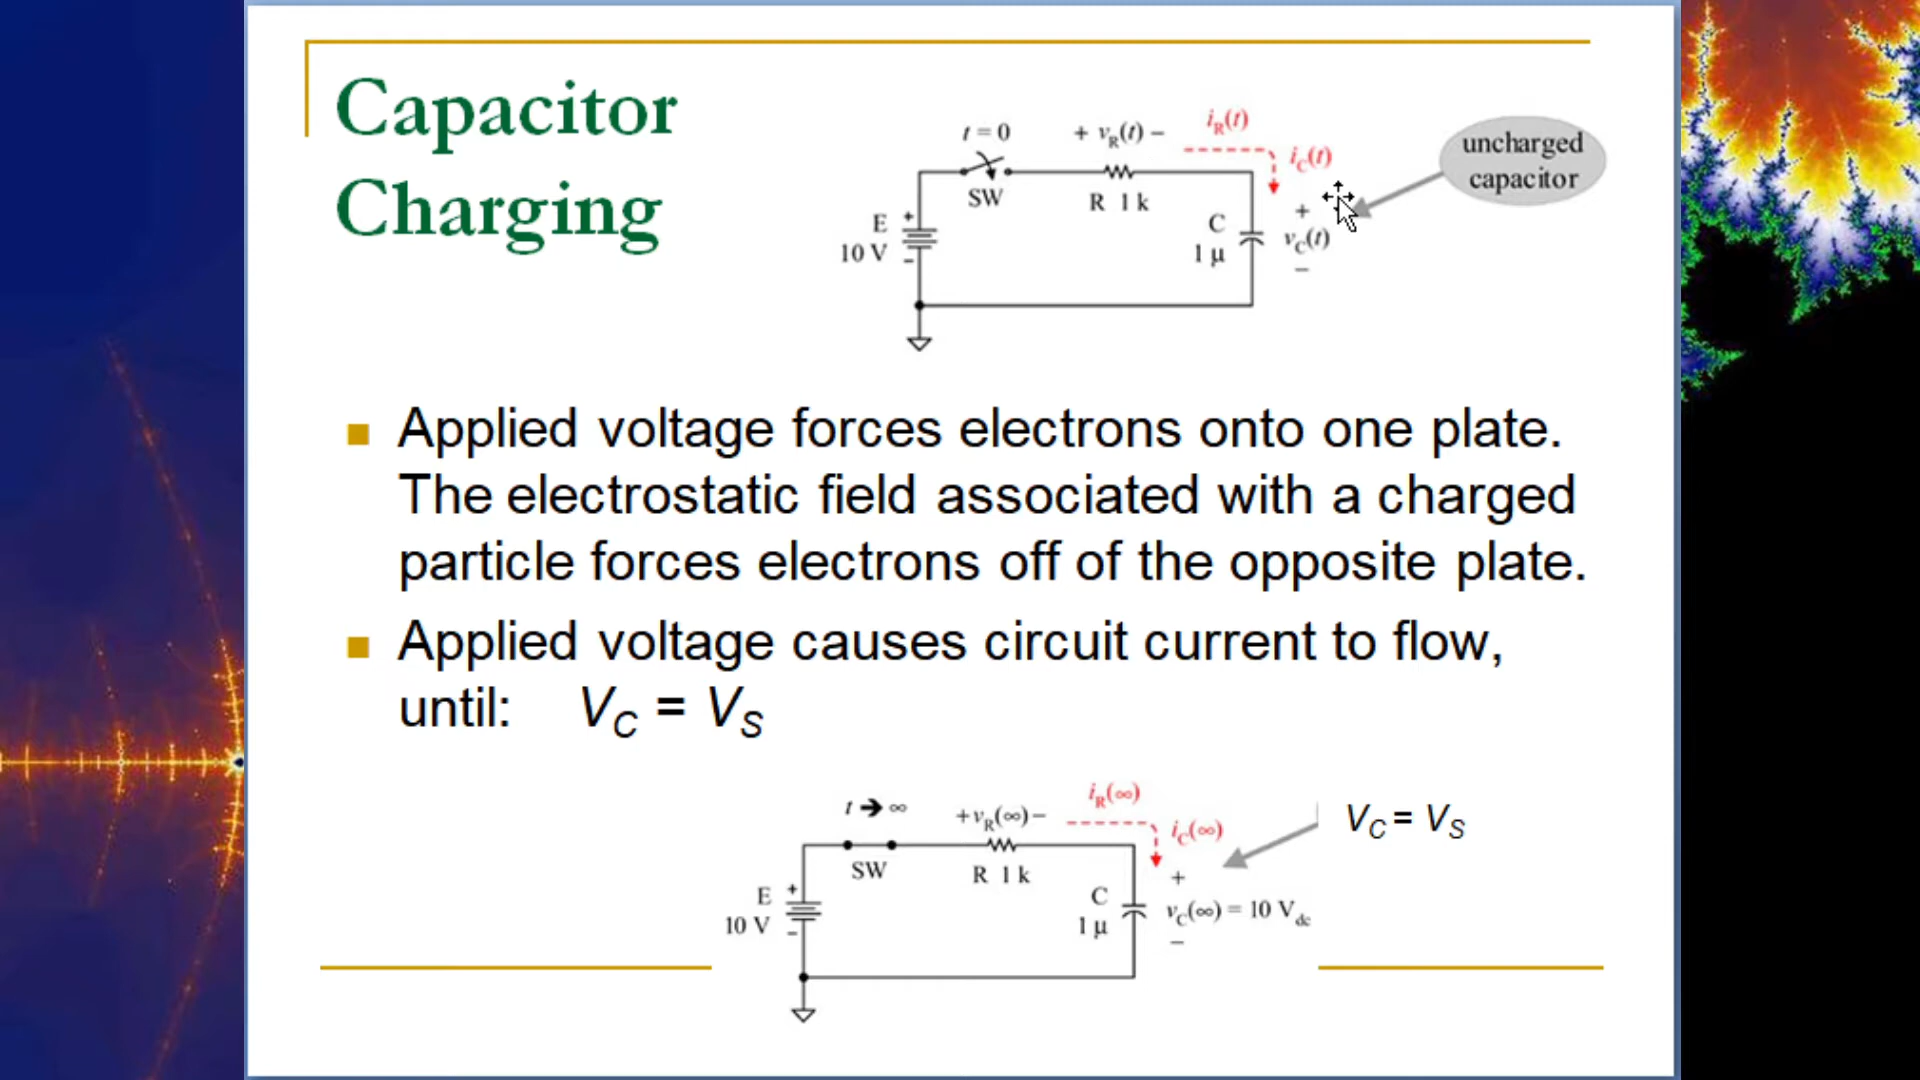 Capacitor
Charging
t = 0
+ vR(t) −
iR(t)
iC(t)
uncharged
capacitor
SW
R 1 k
E
10 V
+
−
C
1 µ
+
vC(t)
−
Applied voltage forces electrons onto one plate.
The electrostatic field associated with a charged
particle forces electrons off of the opposite plate.
Applied voltage causes circuit current to flow,
until: VC = VS
t → ∞
+vR(∞)−
iR(∞)
iC(∞)
VC = VS
SW
R 1 k
E
10 V
+
−
C
1 µ
+
vC(∞) = 10 Vdc
−